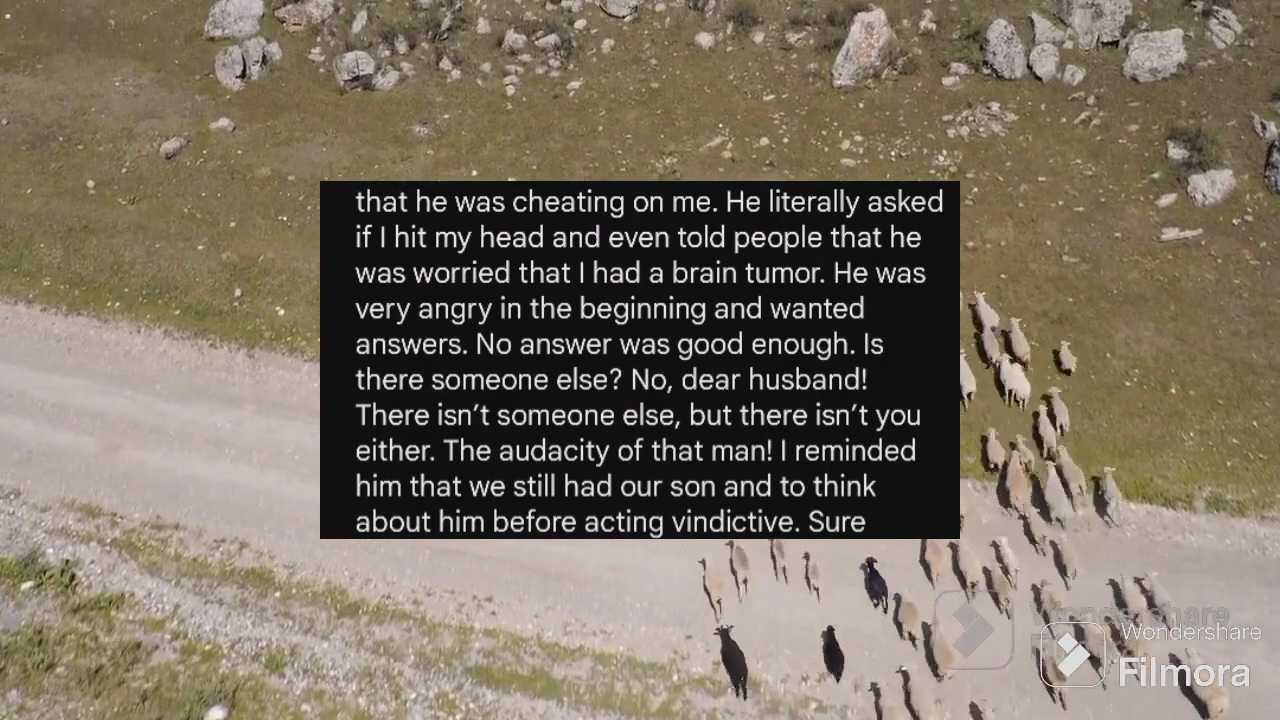 that he was cheating on me. He literally asked
if I hit my head and even told people that he
was worried that I had a brain tumor. He was
very angry in the beginning and wanted
answers. No answer was good enough. Is
there someone else? No, dear husband!
There isn’t someone else, but there isn’t you
either. The audacity of that man! I reminded
him that we still had our son and to think
about him before acting vindictive. Sure
Wondershare
Wondershare
Filmora